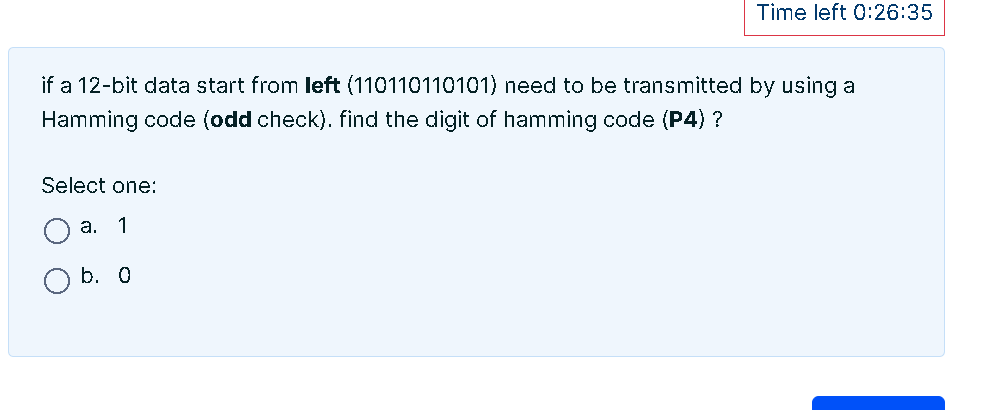 Time left 0:26:35
if a 12-bit data start from left (110110110101) need to be transmitted by using a
Hamming code (odd check). find the digit of hamming code (P4) ?
Select one:
a. 1
b. 0